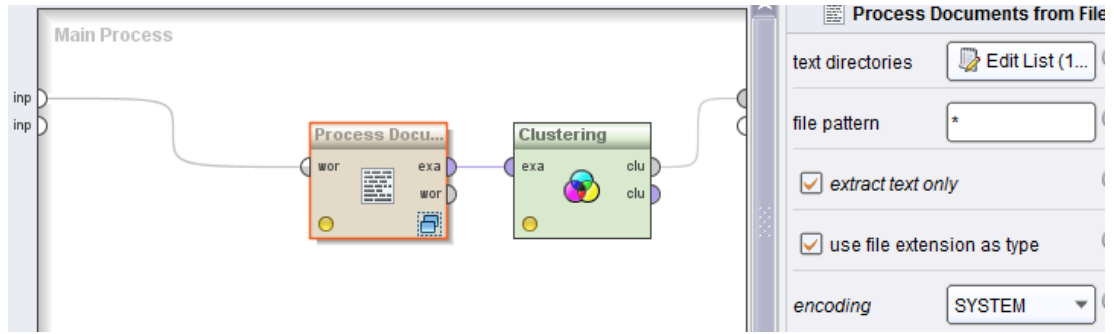 Main Process
inp
inp
Process Docu...
wor
exa
wor
Clustering
exa
clu
clu
Process Documents from File
text directories
Edit List (1...
file pattern
*
extract text only
use file extension as type
encoding
SYSTEM